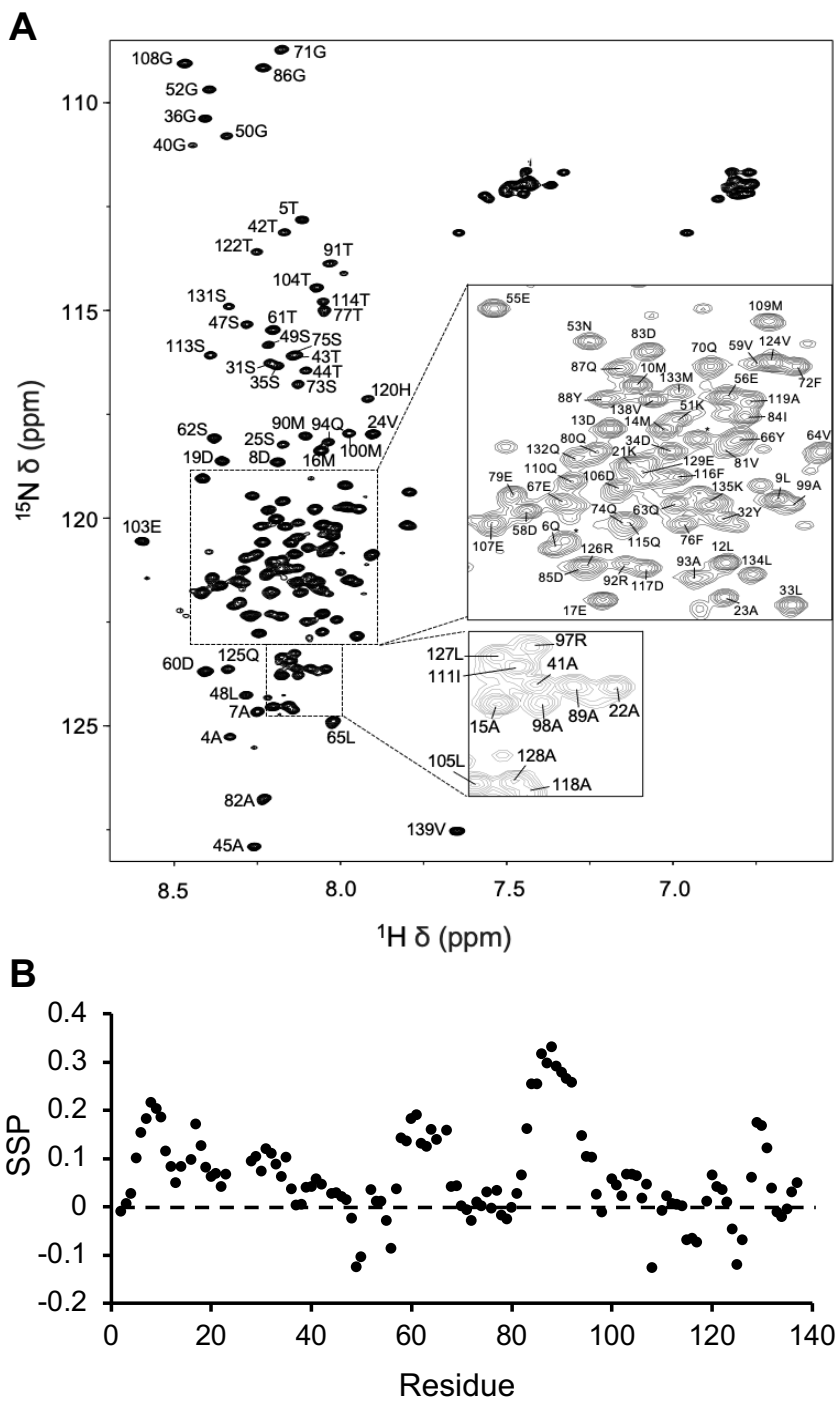 A
108G
71G
86G
52G
36G
50G
40G
110
5T
42T
122T
91T
104T
114T
77T
131S
61T
47S
49S
75S
113S
43T
31S
44T
35S
73S
115
120H
62S
90M
94Q
24V
25S
100M
19D
8D
16M
103E
120
60D
125Q
48L
7A
4A
65L
82A
139V
45A
125
55E
53N
83D
109M
87Q
10M
70Q
59V
124V
133M
72F
88Y
138V
56E
119A
51K
13D
14M
84I
80Q
34D
*
66Y
64V
132Q
21K
129E
81V
110Q
106D
116F
79E
67E
135K
9L
99A
74Q
63Q
32Y
58D
6Q
*
115Q
76F
107E
126R
12L
93A
134L
85D
92R
117D
17E
23A
33L
97R
127L
111I
41A
15A
98A
89A
22A
105L
128A
118A
15N δ (ppm)
8.5
8.0
7.5
7.0
1H δ (ppm)
B
0.4
0.3
0.2
0.1
0
-0.1
-0.2
SSP
0
20
40
60
80
100
120
140
Residue